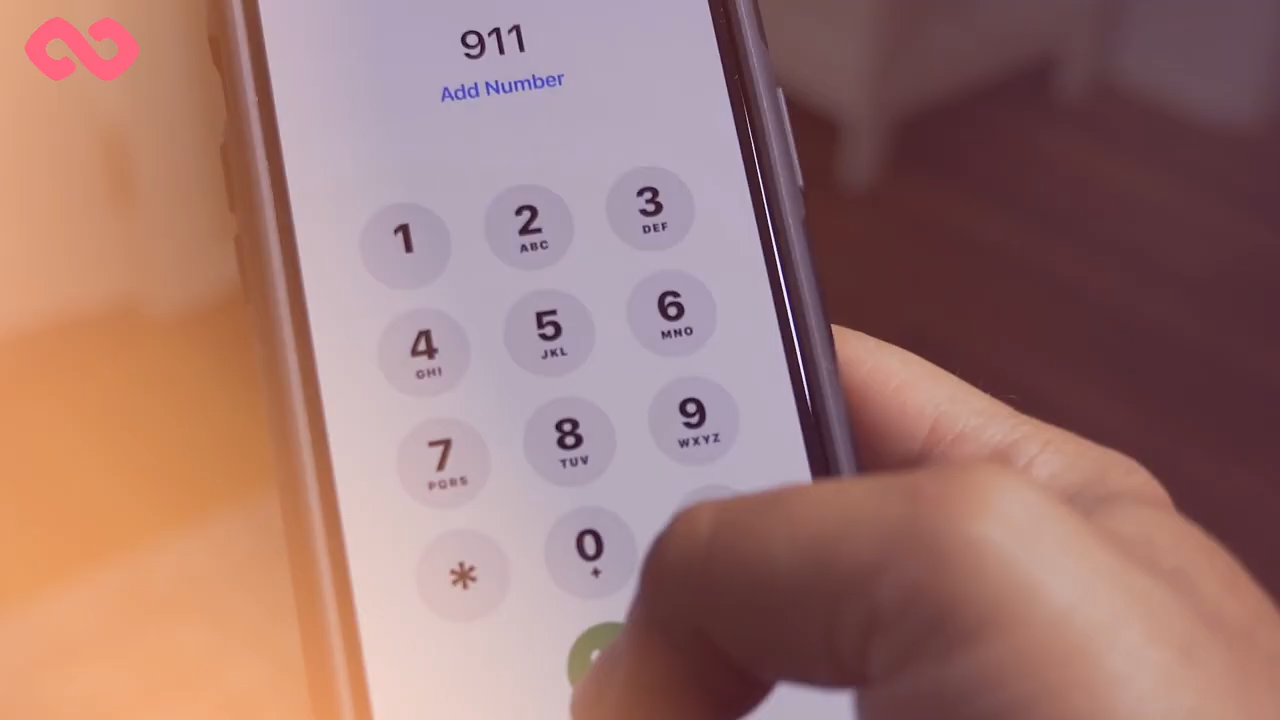 911
Add Number
1 2 3
ABC DEF
4 5 6
GHI JKL MNO
7 8 9
PQRS TUV WXYZ
* 0
+